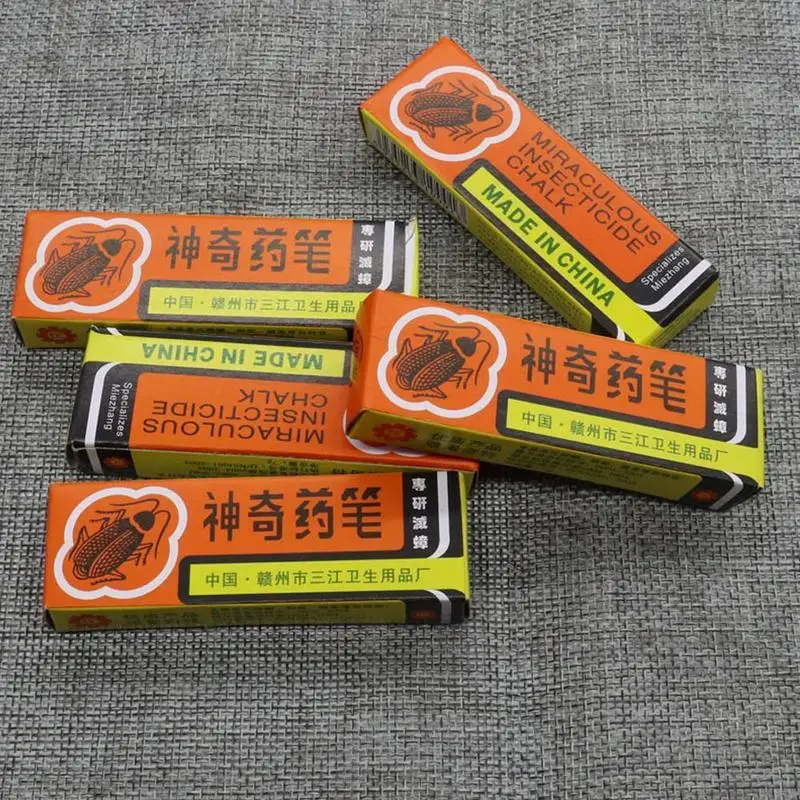 MIRACULOUS
INSECTICIDE
CHALK
MADE IN CHINA
Specializes
Miezhang
神奇药笔
專研滅蟑
中国·赣州市三江卫生用品厂
MADE IN CHINA
MIRACULOUS
INSECTICIDE
CHALK
Specializes
Miezhang
神奇药笔
專研滅蟑
中国·赣州市三江卫生用品厂
神奇药笔
專研滅蟑
中国·赣州市三江卫生用品厂